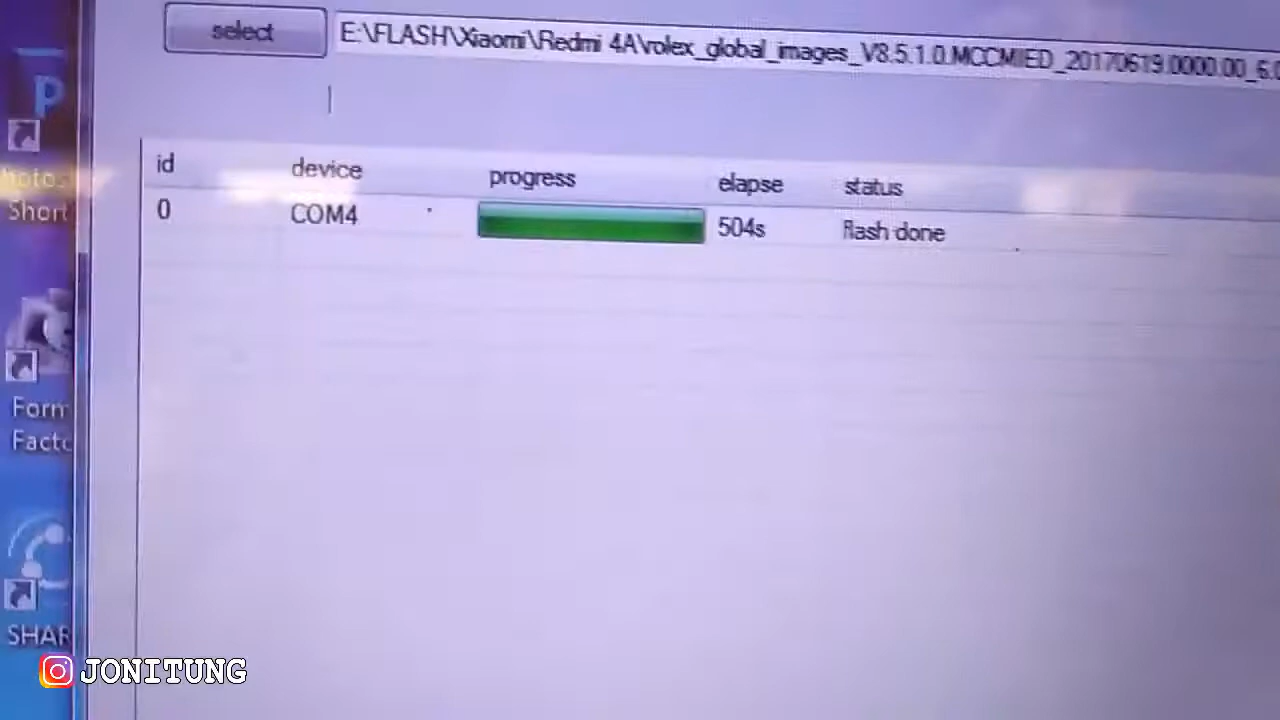 select
E:\FLASH\Xiaomi\Redmi 4A\rolex_global_images_V8.5.1.0.MCCMIED_20170619.0000.00_6.0
id device progress elapse status
0 COM4 504s flash done
Short
Form
Facto
SHAR
JONITUNG